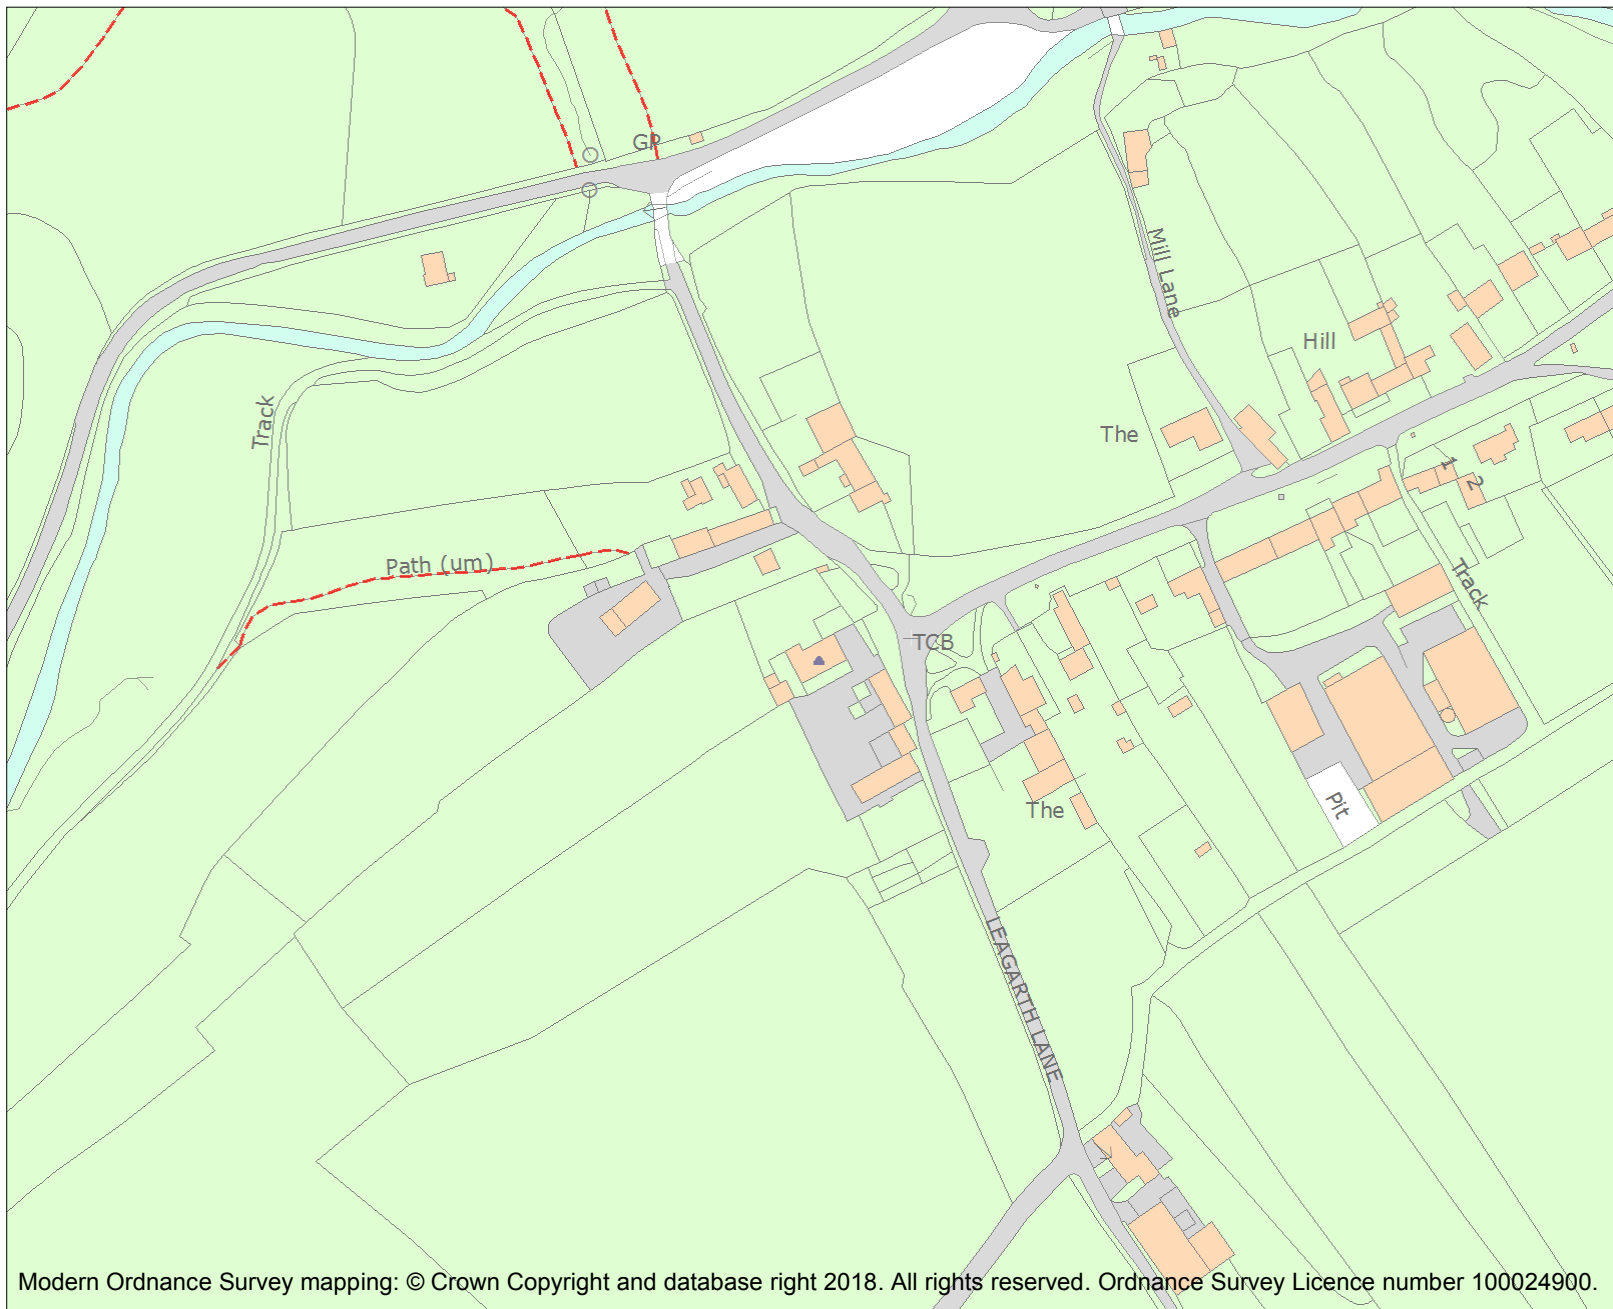 GP
Mill Lane
Hill
Track
The
1
2
Path (um)
Track
TCB
The
Pit
LEAGARTH LANE
Modern Ordnance Survey mapping: © Crown Copyright and database right 2018. All rights reserved. Ordnance Survey Licence number 100024900.